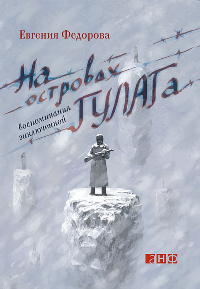 Евгения Федорова
На
островах
ГУЛАГа
Воспоминания
заключенной
АНФ